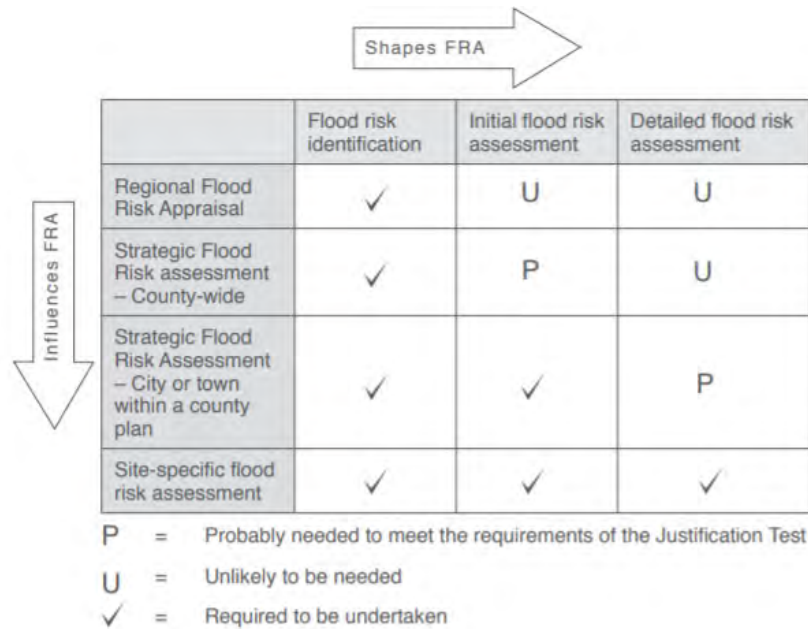 Shapes FRA
Influences FRA
Flood risk
identification
Initial flood risk
assessment
Detailed flood risk
assessment
Regional Flood
Risk Appraisal
✓
U
U
Strategic Flood
Risk assessment
– County-wide
✓
P
U
Strategic Flood
Risk Assessment
– City or town
within a county
plan
✓
✓
P
Site-specific flood
risk assessment
✓
✓
✓
P = Probably needed to meet the requirements of the Justification Test
U = Unlikely to be needed
✓ = Required to be undertaken